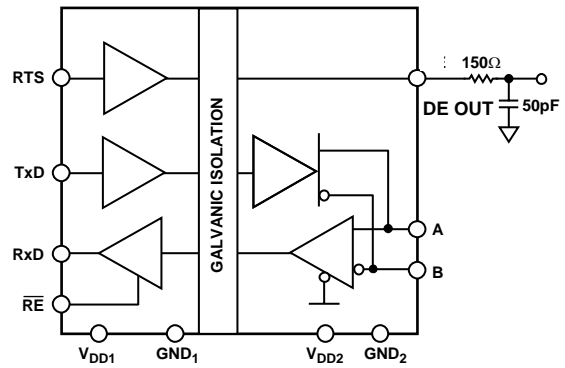 RTS
150Ω
DE OUT
50pF
TxD
GALVANIC ISOLATION
A
RxD
B
RE
VDD1
GND1
VDD2
GND2